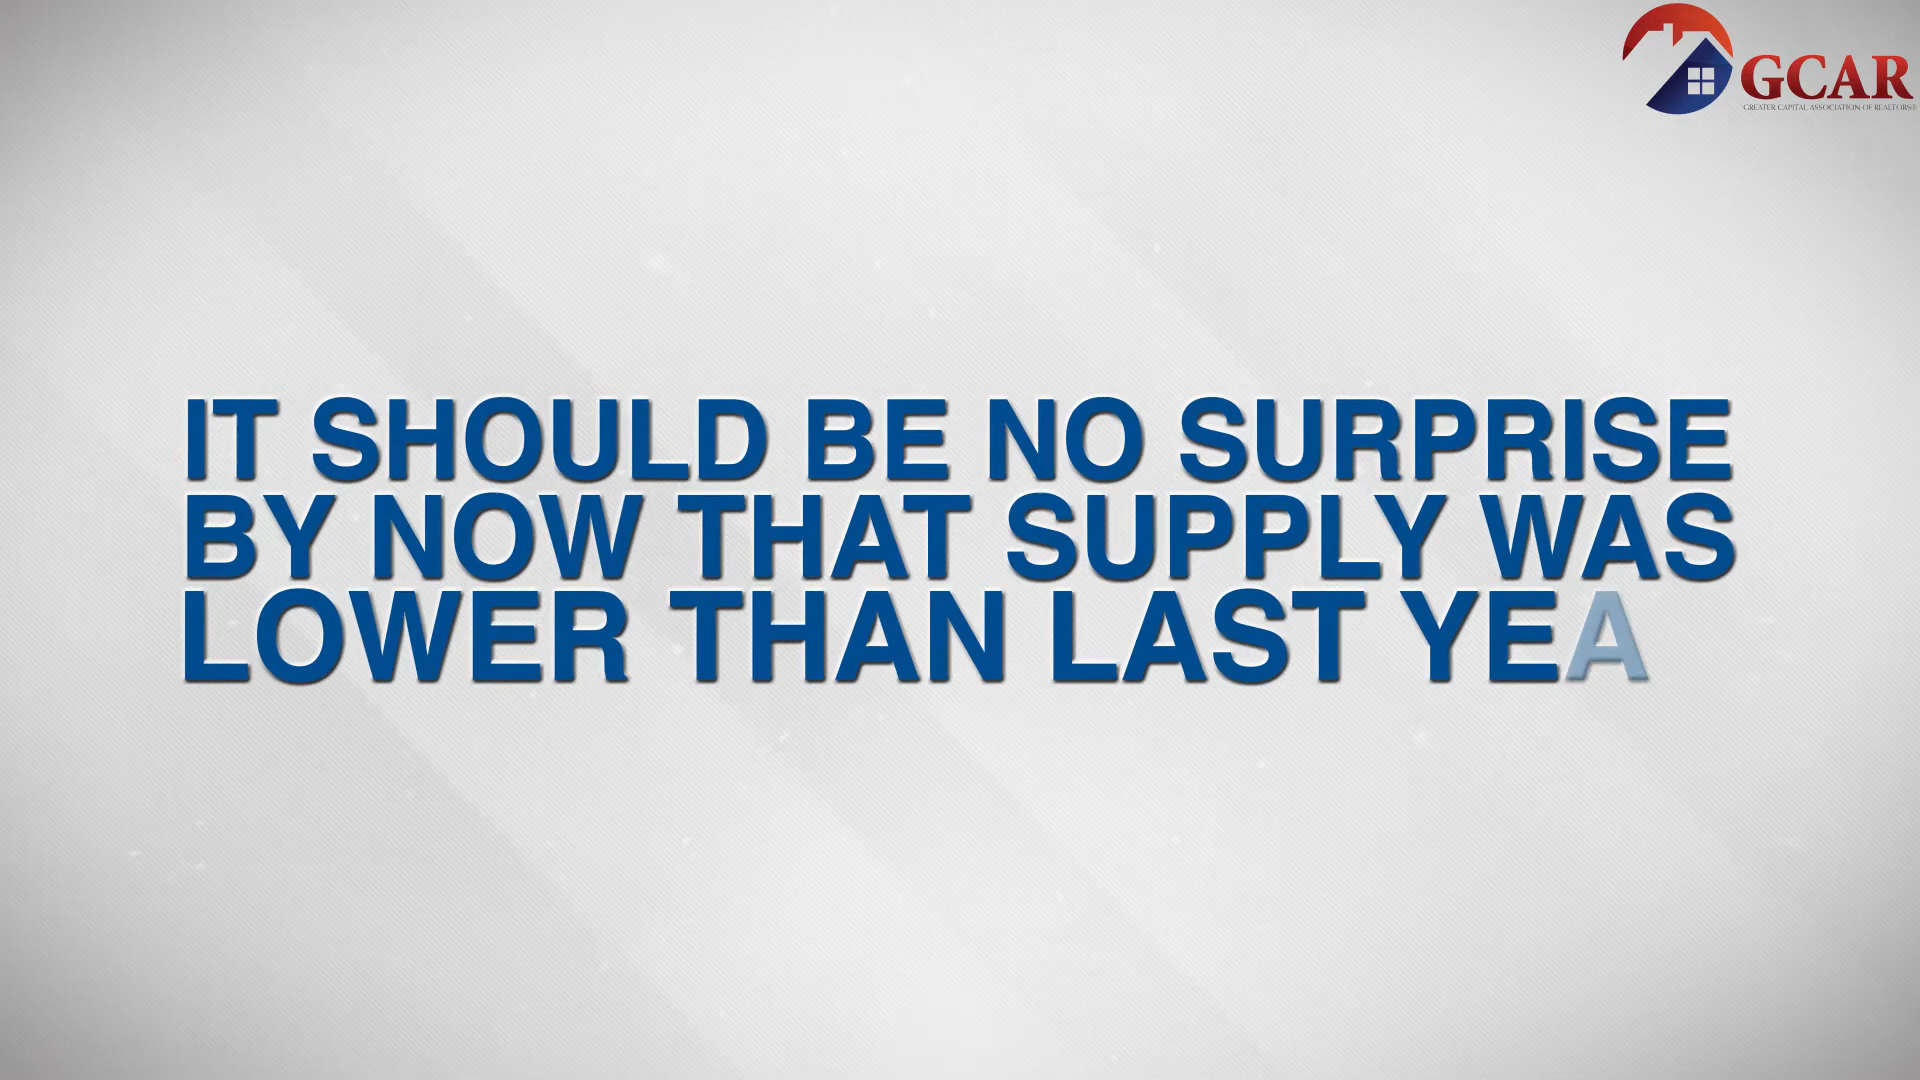 GCAR
GREATER CAPITAL ASSOCIATION OF REALTORS®
IT SHOULD BE NO SURPRISE
BY NOW THAT SUPPLY WAS
LOWER THAN LAST YEA